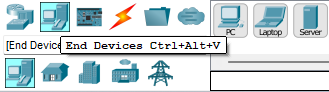 PC
Laptop
Server
[End Device
End Devices Ctrl+Alt+V